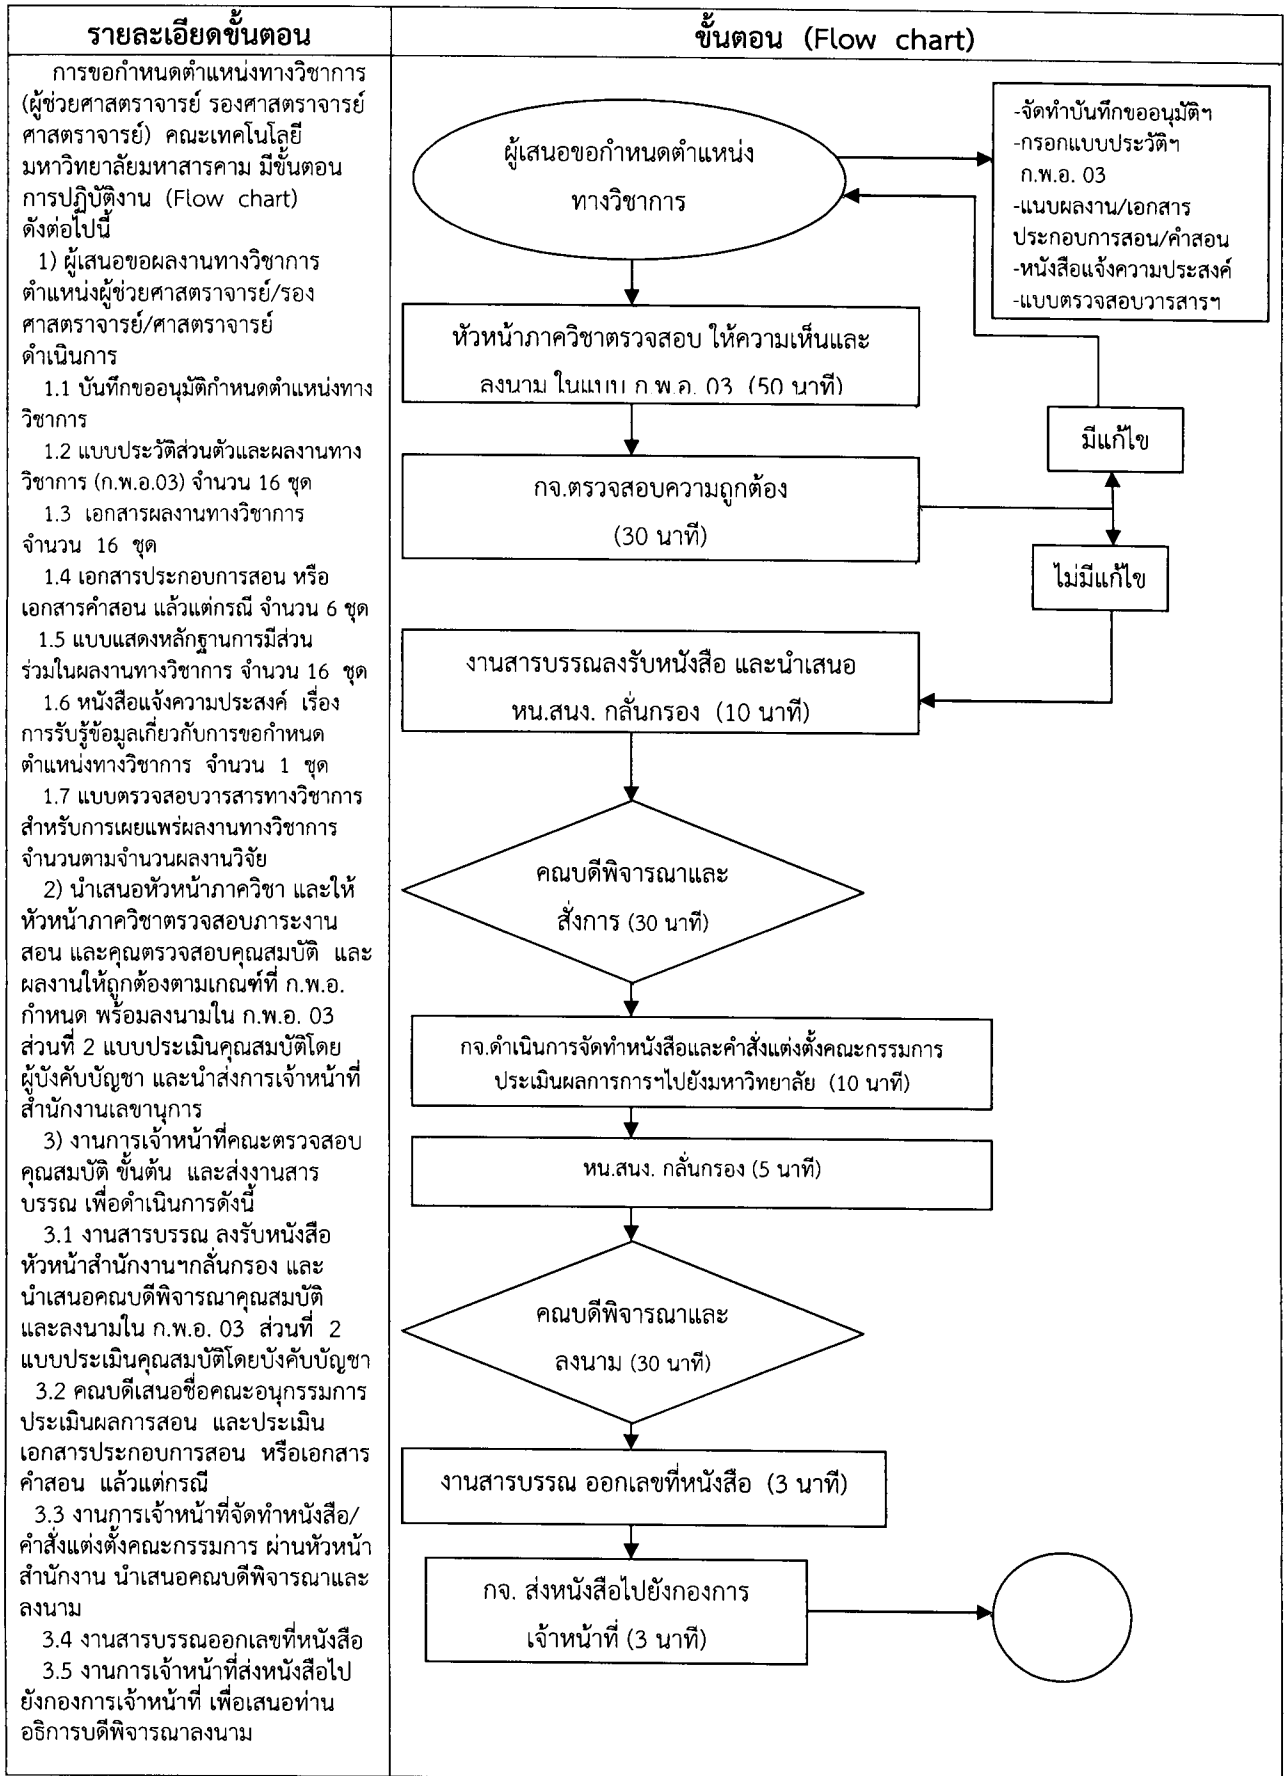 รายละเอียดขั้นตอน
การขอกำหนดตำแหน่งทางวิชาการ
(ผู้ช่วยศาสตราจารย์ รองศาสตราจารย์
ศาสตราจารย์) คณะเทคโนโลยี
มหาวิทยาลัยมหาสารคาม มีขั้นตอน
การปฏิบัติงาน (Flow chart)
ดังต่อไปนี้
1) ผู้เสนอขอผลงานทางวิชาการ
ตำแหน่งผู้ช่วยศาสตราจารย์/รอง
ศาสตราจารย์/ศาสตราจารย์
ดำเนินการ
1.1 บันทึกขออนุมัติกำหนดตำแหน่งทาง
วิชาการ
1.2 แบบประวัติส่วนตัวและผลงานทาง
วิชาการ (ก.พ.อ.03) จำนวน 16 ชุด
1.3 เอกสารผลงานทางวิชาการ
จำนวน 16 ชุด
1.4 เอกสารประกอบการสอน หรือ
เอกสารคำสอน แล้วแต่กรณี จำนวน 6 ชุด
1.5 แบบแสดงหลักฐานการมีส่วน
ร่วมในผลงานทางวิชาการ จำนวน 16 ชุด
1.6 หนังสือแจ้งความประสงค์ เรื่อง
การรับรู้ข้อมูลเกี่ยวกับการขอกำหนด
ตำแหน่งทางวิชาการ จำนวน 1 ชุด
1.7 แบบตรวจสอบวารสารทางวิชาการ
สำหรับการเผยแพร่ผลงานทางวิชาการ
จำนวนตามจำนวนผลงานวิจัย
2) นำเสนอหัวหน้าภาควิชา และให้
หัวหน้าภาควิชาตรวจสอบภาระงาน
สอน และคุณตรวจสอบคุณสมบัติ และ
ผลงานให้ถูกต้องตามเกณฑ์ที่ ก.พ.อ.
กำหนด พร้อมลงนามใน ก.พ.อ. 03
ส่วนที่ 2 แบบประเมินคุณสมบัติโดย
ผู้บังคับบัญชา และนำส่งการเจ้าหน้าที่
สำนักงานเลขานุการ
3) งานการเจ้าหน้าที่คณะตรวจสอบ
คุณสมบัติ ขั้นต้น และส่งงานสาร
บรรณ เพื่อดำเนินการดังนี้
3.1 งานสารบรรณ ลงรับหนังสือ
หัวหน้าสำนักงานฯกลั่นกรอง และ
นำเสนอคณบดีพิจารณาคุณสมบัติ
และลงนามใน ก.พ.อ. 03 ส่วนที่ 2
แบบประเมินคุณสมบัติโดยบังคับบัญชา
3.2 คณบดีเสนอชื่อคณะอนุกรรมการ
ประเมินผลการสอน และประเมิน
เอกสารประกอบการสอน หรือเอกสาร
คำสอน แล้วแต่กรณี
3.3 งานการเจ้าหน้าที่จัดทำหนังสือ/
คำสั่งแต่งตั้งคณะกรรมการ ผ่านหัวหน้า
สำนักงาน นำเสนอคณบดีพิจารณาและ
ลงนาม
3.4 งานสารบรรณออกเลขที่หนังสือ
3.5 งานการเจ้าหน้าที่ส่งหนังสือไป
ยังกองการเจ้าหน้าที่ เพื่อเสนอท่าน
อธิการบดีพิจารณาลงนาม
ขั้นตอน (Flow chart)
ผู้เสนอขอกำหนดตำแหน่ง
ทางวิชาการ
-จัดทำบันทึกขออนุมัติฯ
-กรอกแบบประวัติฯ
ก.พ.อ. 03
-แนบผลงาน/เอกสาร
ประกอบการสอน/คำสอน
-หนังสือแจ้งความประสงค์
-แบบตรวจสอบวารสารฯ
หัวหน้าภาควิชาตรวจสอบ ให้ความเห็นและ
ลงนาม ในแบบ ก.พ.อ. 03 (50 นาที)
มีแก้ไข
กจ.ตรวจสอบความถูกต้อง
(30 นาที)
ไม่มีแก้ไข
งานสารบรรณลงรับหนังสือ และนำเสนอ
หน.สนง. กลั่นกรอง (10 นาที)
คณบดีพิจารณาและ
สั่งการ (30 นาที)
กจ.ดำเนินการจัดทำหนังสือและคำสั่งแต่งตั้งคณะกรรมการ
ประเมินผลการการฯไปยังมหาวิทยาลัย (10 นาที)
หน.สนง. กลั่นกรอง (5 นาที)
คณบดีพิจารณาและ
ลงนาม (30 นาที)
งานสารบรรณ ออกเลขที่หนังสือ (3 นาที)
กจ. ส่งหนังสือไปยังกองการ
เจ้าหน้าที่ (3 นาที)